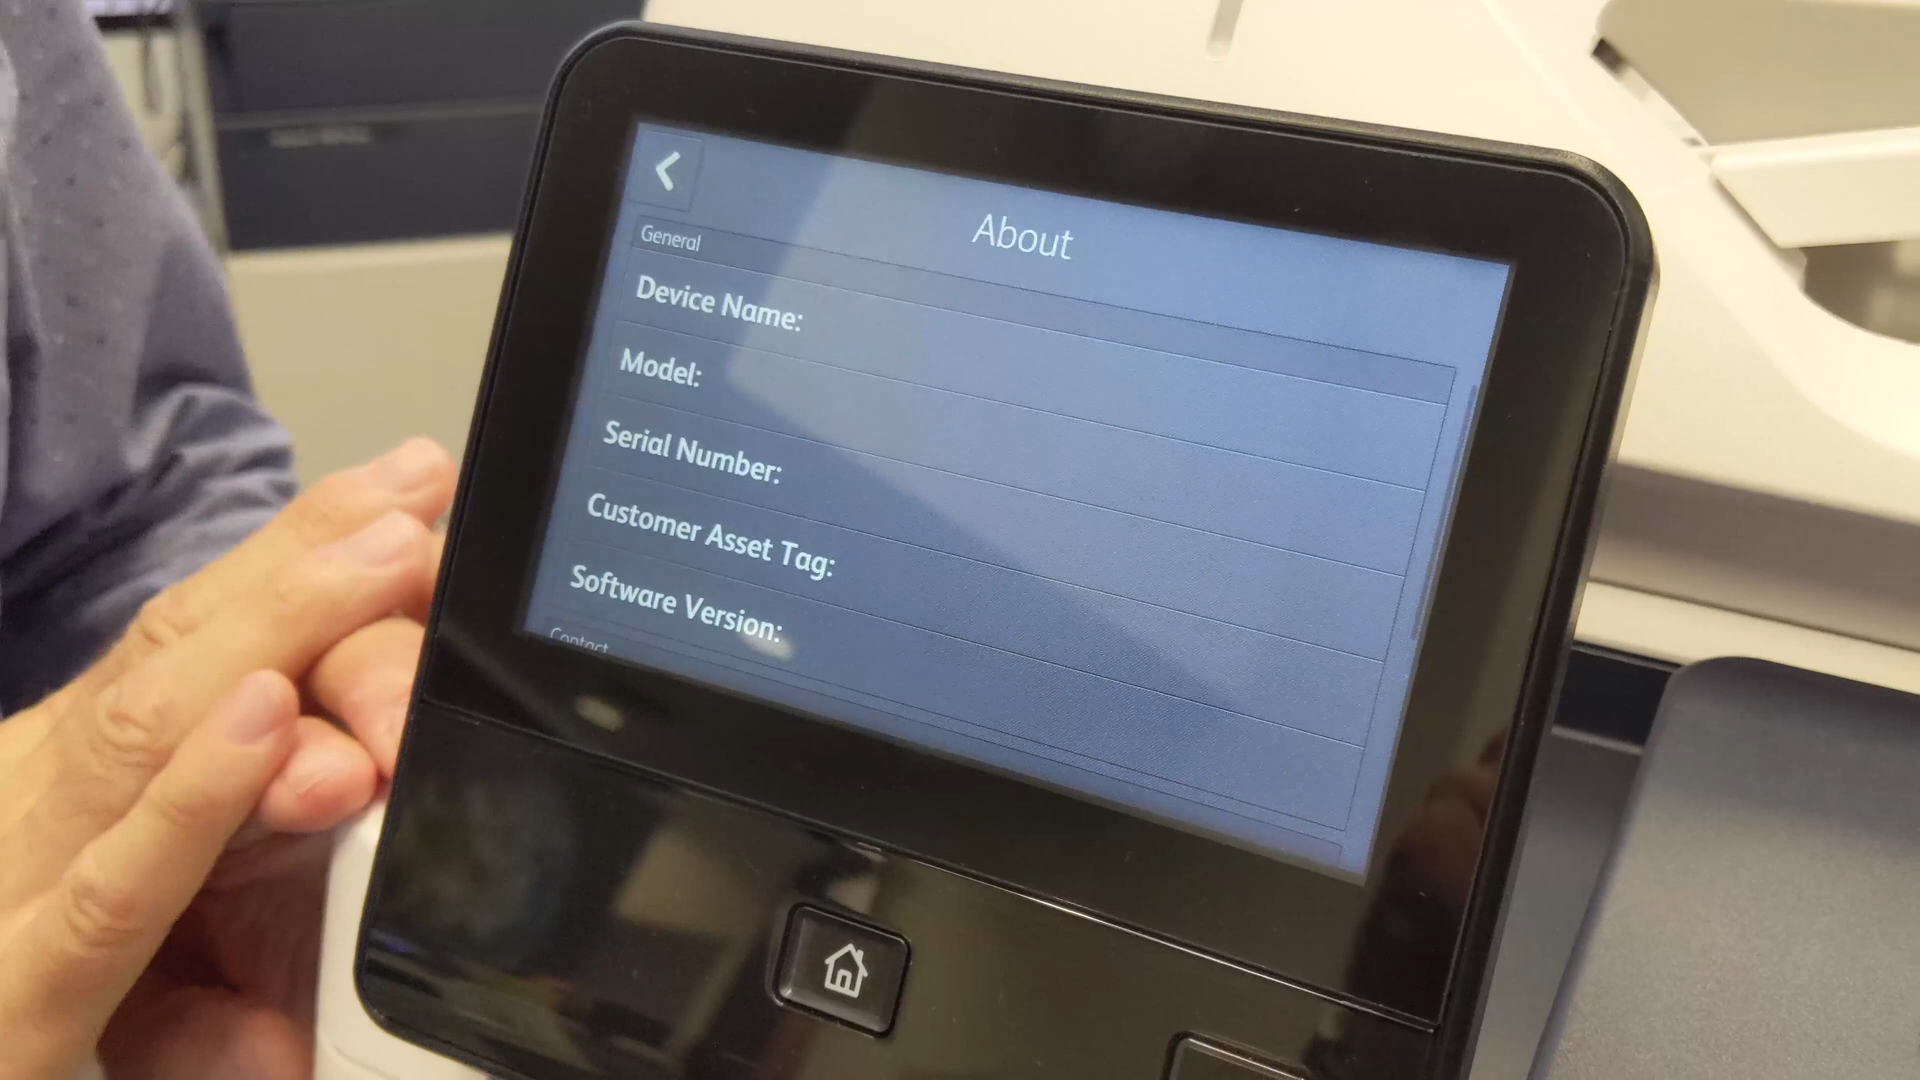 About
General
Device Name:
Model:
Serial Number:
Customer Asset Tag:
Software Version:
Contact